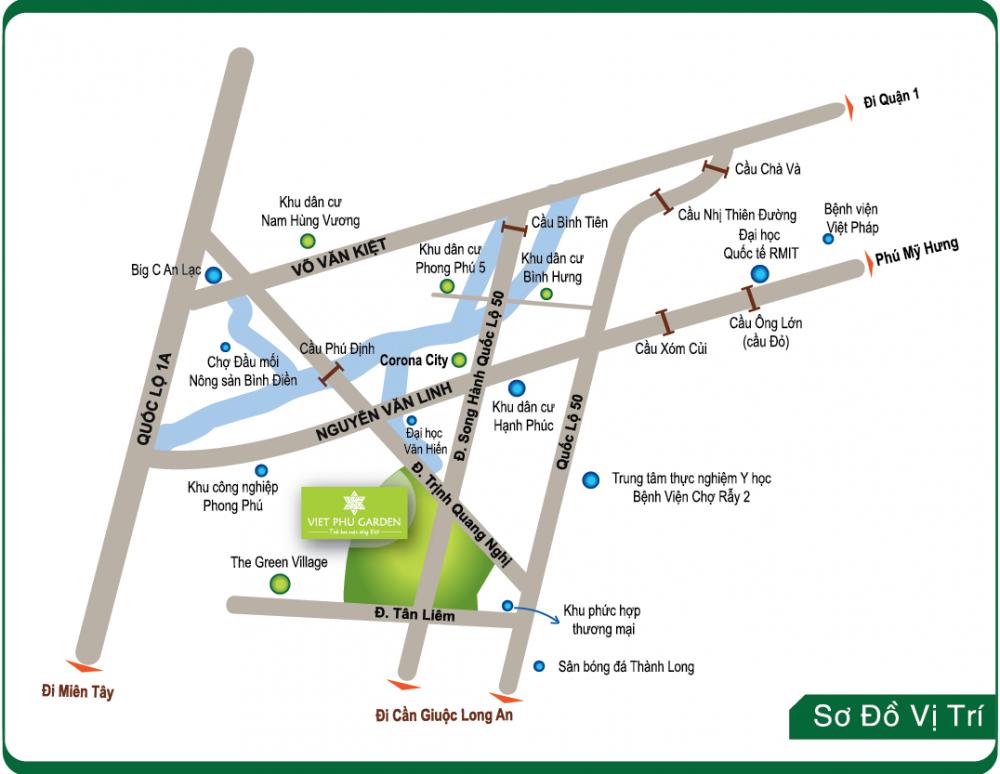 Đi Quận 1
Cầu Chà Và
Khu dân cư
Nam Hùng Vương
Cầu Nhị Thiên Đường
Bệnh viện
Việt Pháp
Cầu Bình Tiên
Đại học
Quốc tế RMIT
VÕ VĂN KIỆT
Khu dân cư
Phong Phú 5
Khu dân cư
Bình Hưng
Phú Mỹ Hưng
Big C An Lạc
Cầu Ông Lớn
(cầu Đỏ)
Cầu Xóm Củi
Chợ Đầu mối
Nông sản Bình Điền
Cầu Phú Định
Corona City
QUỐC LỘ 1A
Đ. Song Hành Quốc Lộ 50
NGUYỄN VĂN LINH
Khu dân cư
Hạnh Phúc
Quốc Lộ 50
Đại học
Văn Hiến
Khu công nghiệp
Phong Phú
Đ. Trịnh Quang Nghị
Trung tâm thực nghiệm Y học
Bệnh Viện Chợ Rẫy 2
VIET PHU GARDEN
The Green Village
Đ. Tân Liêm
Khu phức hợp
thương mại
Sân bóng đá Thành Long
Đi Miên Tây
Đi Cần Giuộc Long An
Sơ Đồ Vị Trí